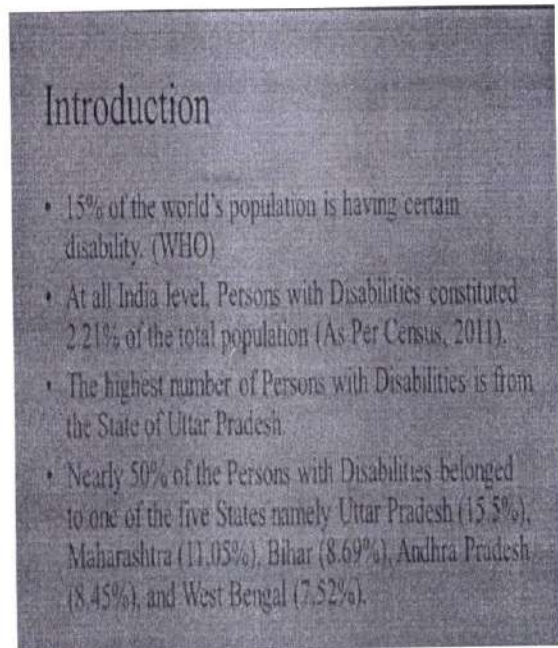 Introduction
• 15% of the world's population is having certain
disability. (WHO)
• At all India level, Persons with Disabilities constituted
2.21% of the total population (As Per Census, 2011).
• The highest number of Persons with Disabilities is from
the State of Uttar Pradesh
• Nearly 50% of the Persons with Disabilities belonged
to one of the five States namely Uttar Pradesh (15.5%),
Maharashtra (11.05%), Bihar (8.69%), Andhra Pradesh
(8.45%), and West Bengal (7.52%).